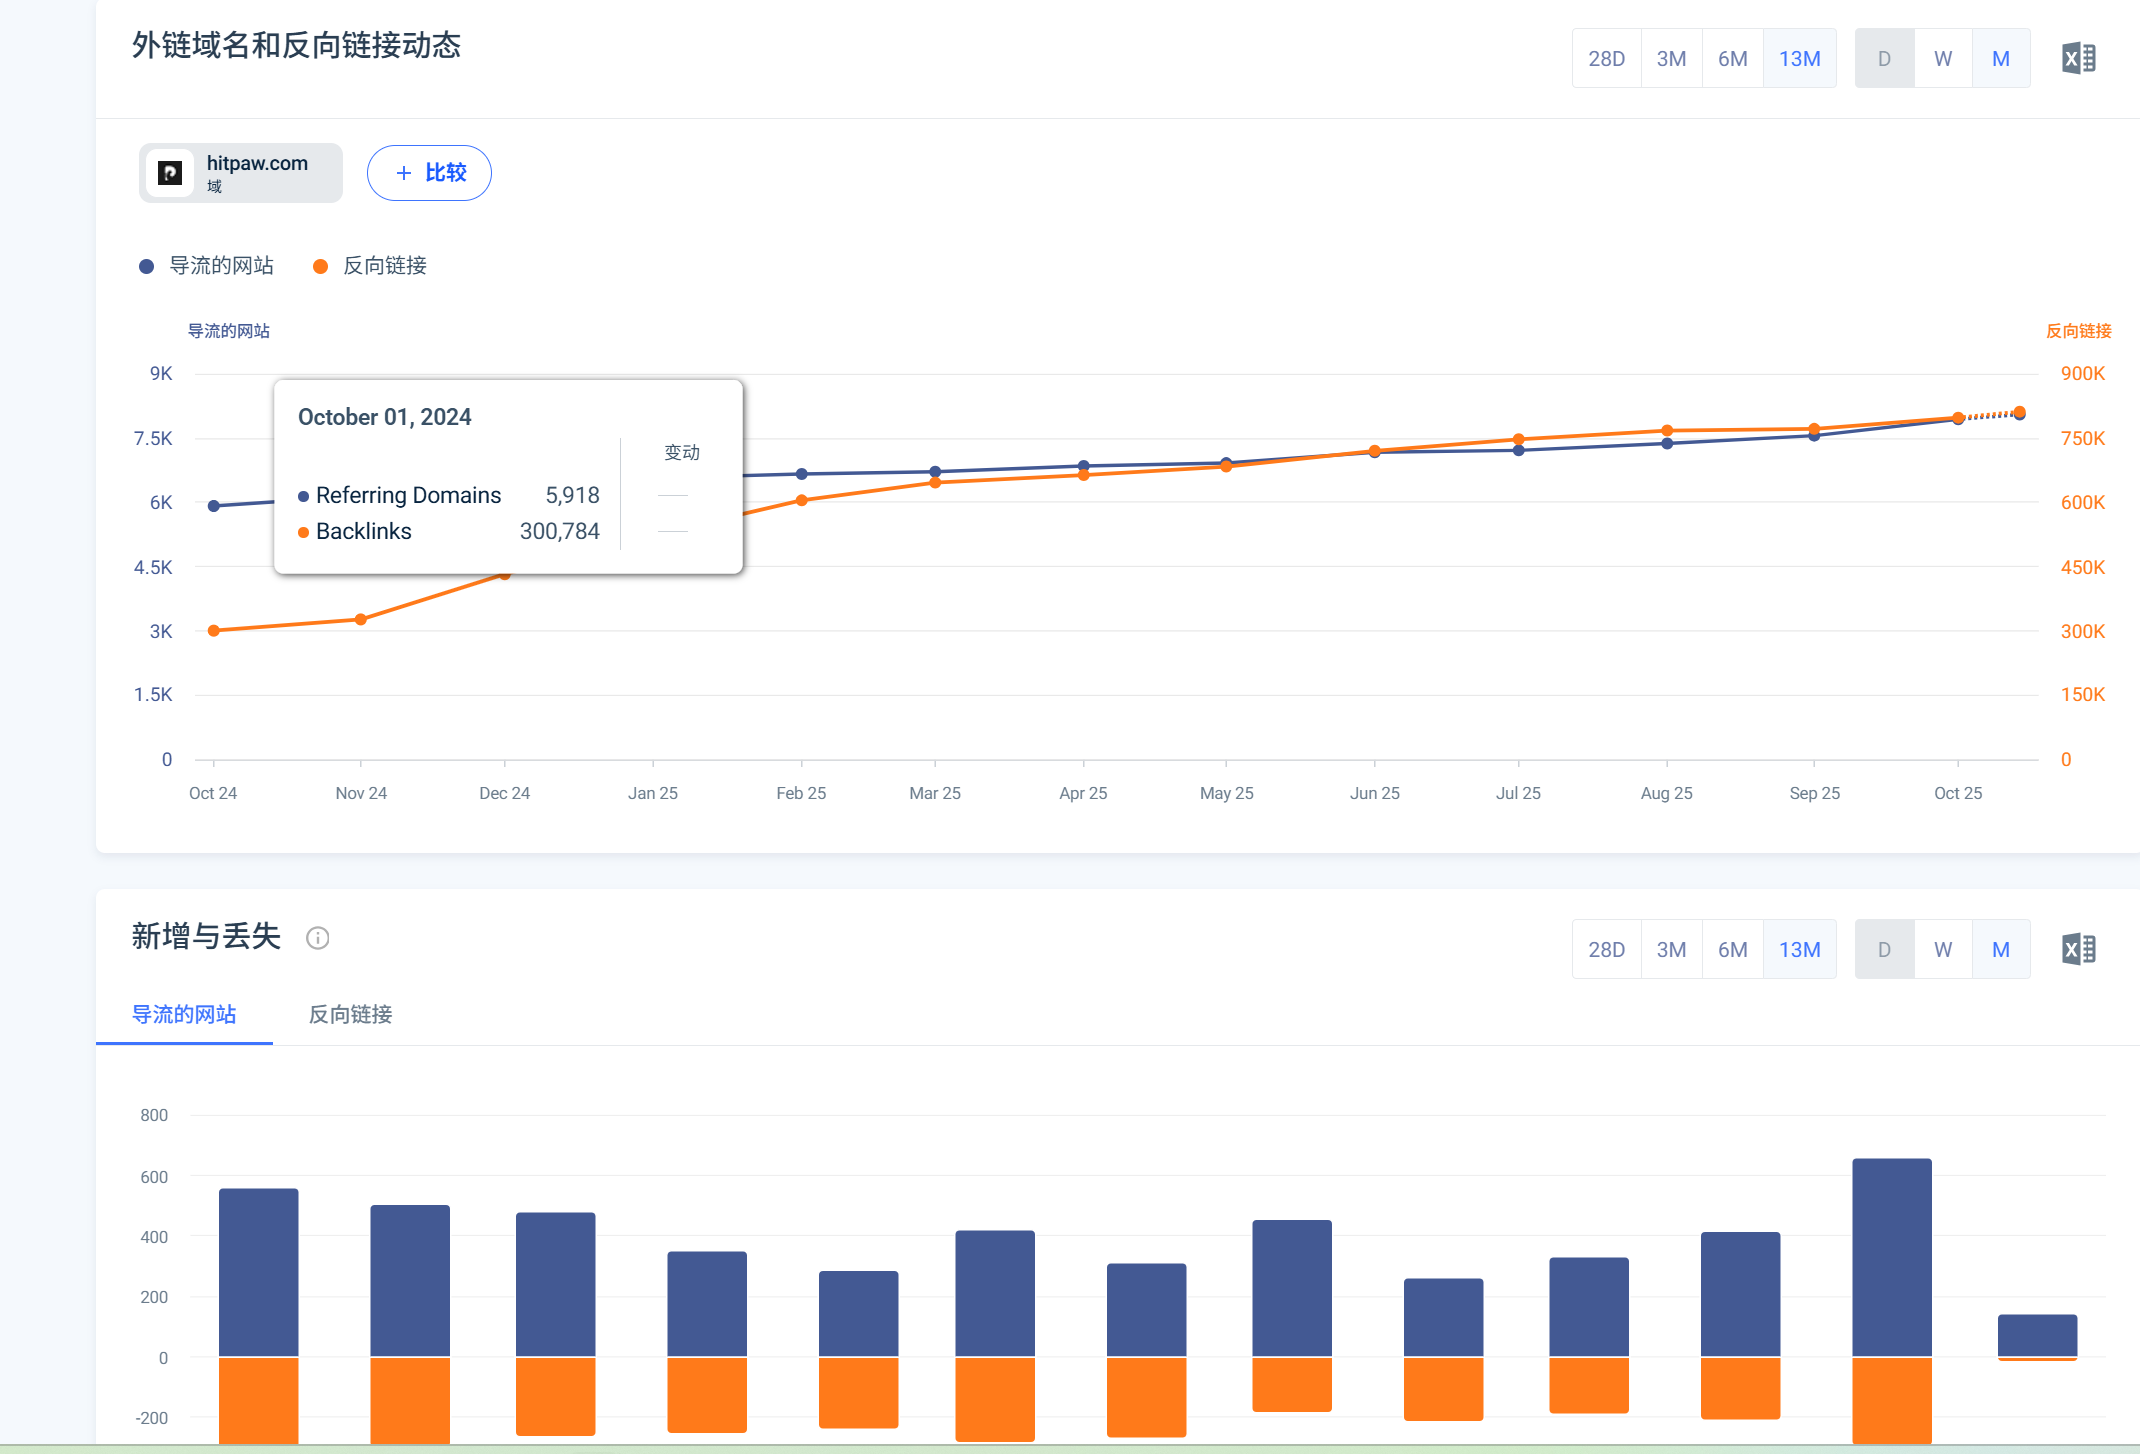 外链域名和反向链接动态
28D 3M 6M 13M D W M
hitpaw.com
域
+ 比较
导流的网站 反向链接
导流的网站 反向链接
9K 900K
7.5K 750K
6K 600K
4.5K 450K
3K 300K
1.5K 150K
0 0
October 01, 2024
变动
Referring Domains 5,918
Backlinks 300,784
Oct 24 Nov 24 Dec 24 Jan 25 Feb 25 Mar 25 Apr 25 May 25 Jun 25 Jul 25 Aug 25 Sep 25 Oct 25
新增与丢失
28D 3M 6M 13M D W M
导流的网站 反向链接
800
600
400
200
0
-200